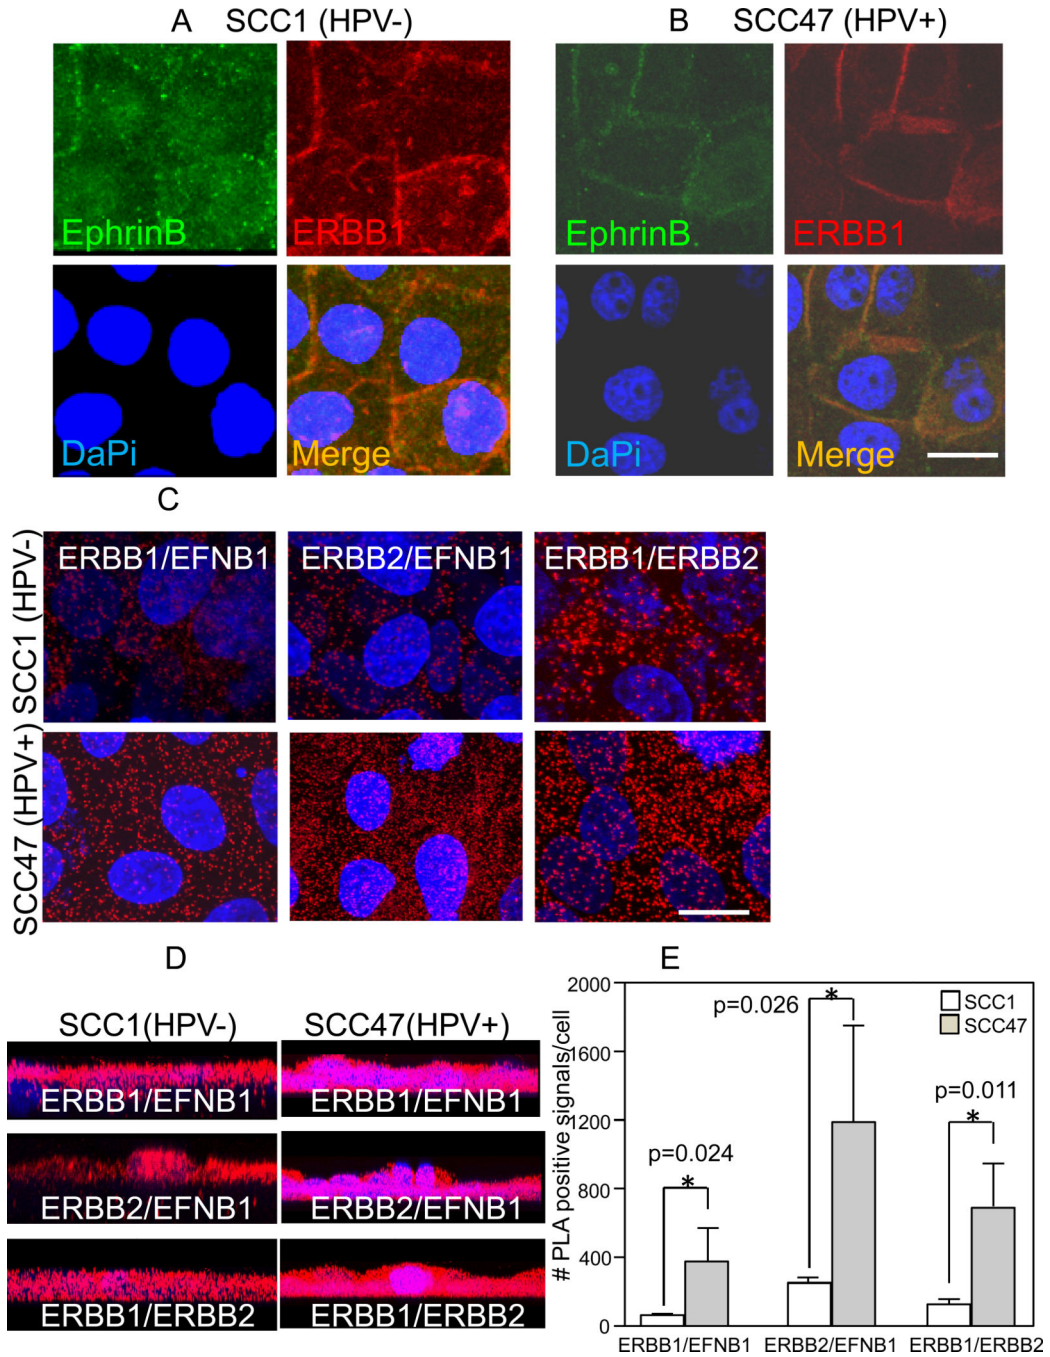 A SCC1 (HPV-)
B SCC47 (HPV+)
EphrinB
ERBB1
EphrinB
ERBB1
DaPi
Merge
DaPi
Merge
C
SCC1 (HPV-)
ERBB1/EFNB1
ERBB2/EFNB1
ERBB1/ERBB2
SCC47 (HPV+)
D
SCC1(HPV-)
SCC47(HPV+)
ERBB1/EFNB1
ERBB1/EFNB1
ERBB2/EFNB1
ERBB2/EFNB1
ERBB1/ERBB2
ERBB1/ERBB2
E
# PLA positive signals/cell
2000
1600
1200
800
400
0
SCC1
SCC47
p=0.026
*
p=0.011
*
p=0.024
*
ERBB1/EFNB1
ERBB2/EFNB1
ERBB1/ERBB2